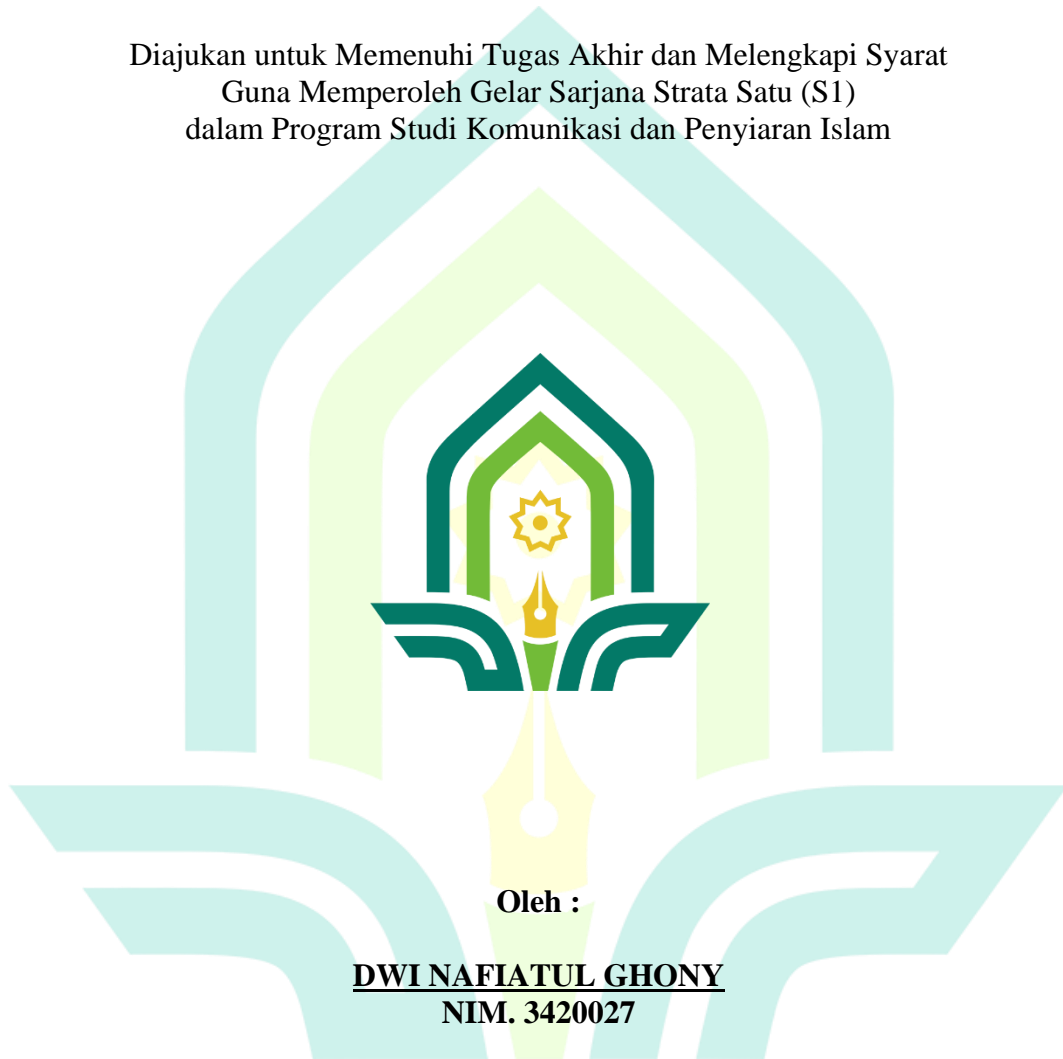 Diajukan untuk Memenuhi Tugas Akhir dan Melengkapi Syarat
Guna Memperoleh Gelar Sarjana Strata Satu (S1)
dalam Program Studi Komunikasi dan Penyiaran Islam
Oleh :
DWI NAFIATUL GHONY
NIM. 3420027